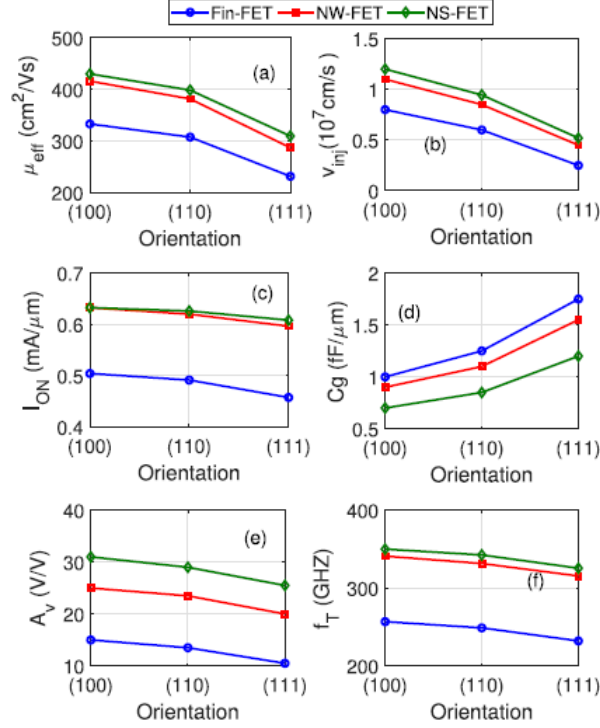 Fin-FET NW-FET NS-FET
500
400
300
200
μeff (cm2/Vs)
(a)
(100) (110) (111)
Orientation
1.5
1
0.5
0
vinj(107cm/s)
(b)
(100) (110) (111)
Orientation
0.7
0.6
0.5
0.4
ION (mA/μm)
(c)
(100) (110) (111)
Orientation
2
1.5
1
0.5
Cg (fF/μm)
(d)
(100) (110) (111)
Orientation
40
30
20
10
Av (V/V)
(e)
(100) (110) (111)
Orientation
400
300
200
fT (GHZ)
(f)
(100) (110) (111)
Orientation